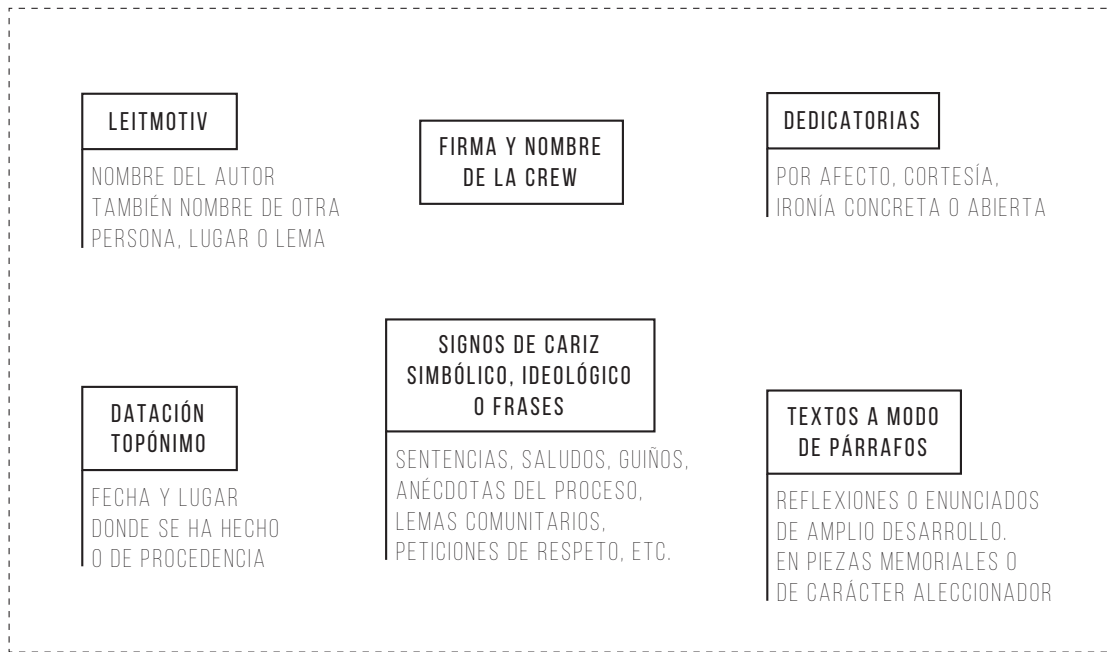 LEITMOTIV
NOMBRE DEL AUTOR
TAMBIÉN NOMBRE DE OTRA
PERSONA, LUGAR O LEMA
FIRMA Y NOMBRE
DE LA CREW
DEDICATORIAS
POR AFECTO, CORTESÍA,
IRONÍA CONCRETA O ABIERTA
DATACIÓN
TOPÓNIMO
FECHA Y LUGAR
DONDE SE HA HECHO
O DE PROCEDENCIA
SIGNOS DE CARIZ
SIMBÓLICO, IDEOLÓGICO
O FRASES
SENTENCIAS, SALUDOS, GUIÑOS,
ANÉCDOTAS DEL PROCESO,
LEMAS COMUNITARIOS,
PETICIONES DE RESPETO, ETC.
TEXTOS A MODO
DE PÁRRAFOS
REFLEXIONES O ENUNCIADOS
DE AMPLIO DESARROLLO.
EN PIEZAS MEMORIALES O
DE CARÁCTER ALECCIONADOR